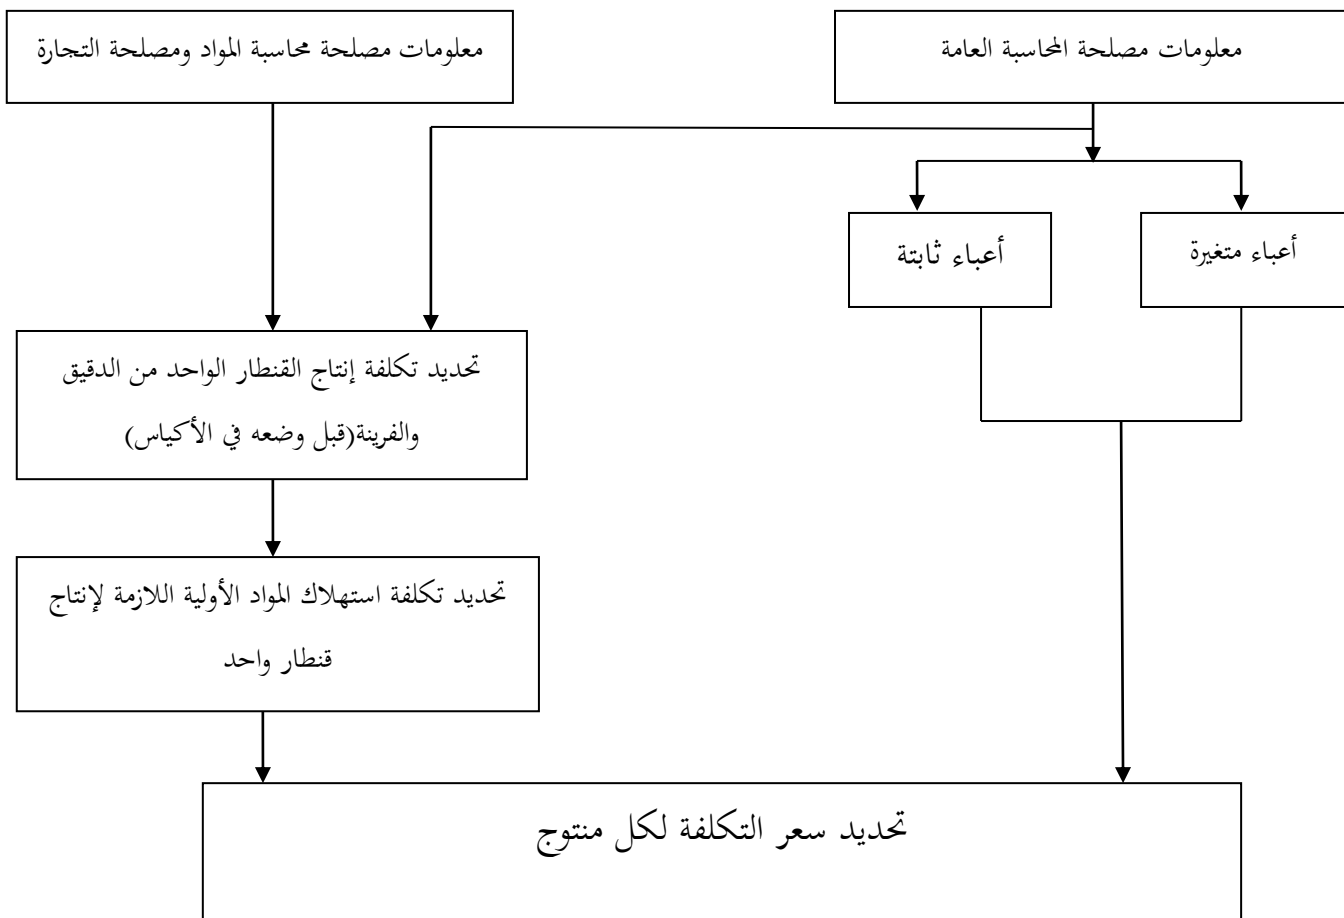 معلومات مصلحة المحاسبة العامة
معلومات مصلحة محاسبة المواد ومصلحة التجارة
أعباء متغيرة
أعباء ثابتة
تحديد تكلفة إنتاج القنطار الواحد من الدقيق
والفرينة(قبل وضعه في الأكياس)
تحديد تكلفة استهلاك المواد الأولية اللازمة لإنتاج
قنطار واحد
تحديد سعر التكلفة لكل منتوج